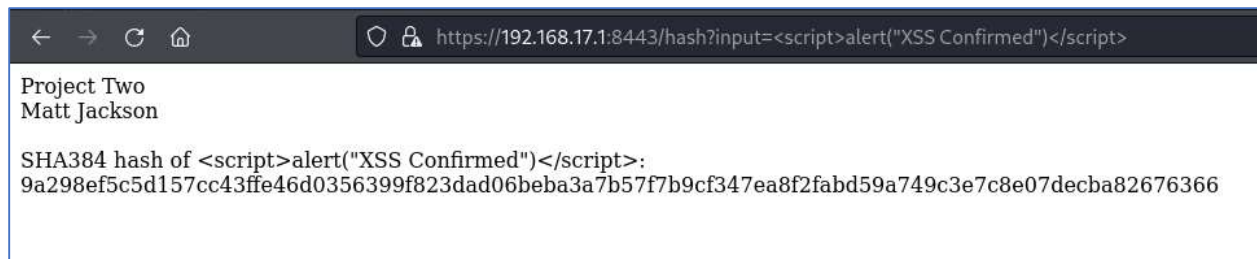 https://192.168.17.1:8443/hash?input=<script>alert("XSS Confirmed")</script>
Project Two
Matt Jackson
SHA384 hash of <script>alert("XSS Confirmed")</script>:
9a298ef5c5d157cc43ffe46d0356399f823dad06beba3a7b57f7b9cf347ea8f2fabd59a749c3e7c8e07decba82676366